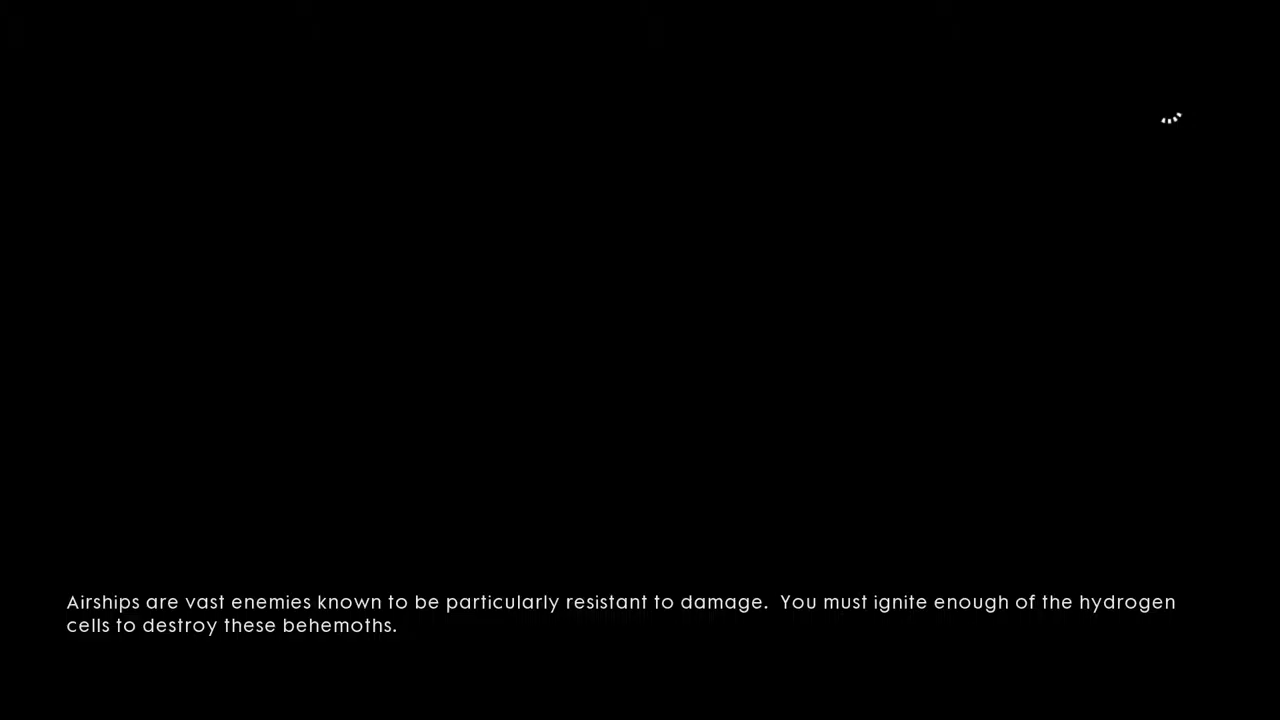 Airships are vast enemies known to be particularly resistant to damage.  You must ignite enough of the hydrogen
cells to destroy these behemoths.